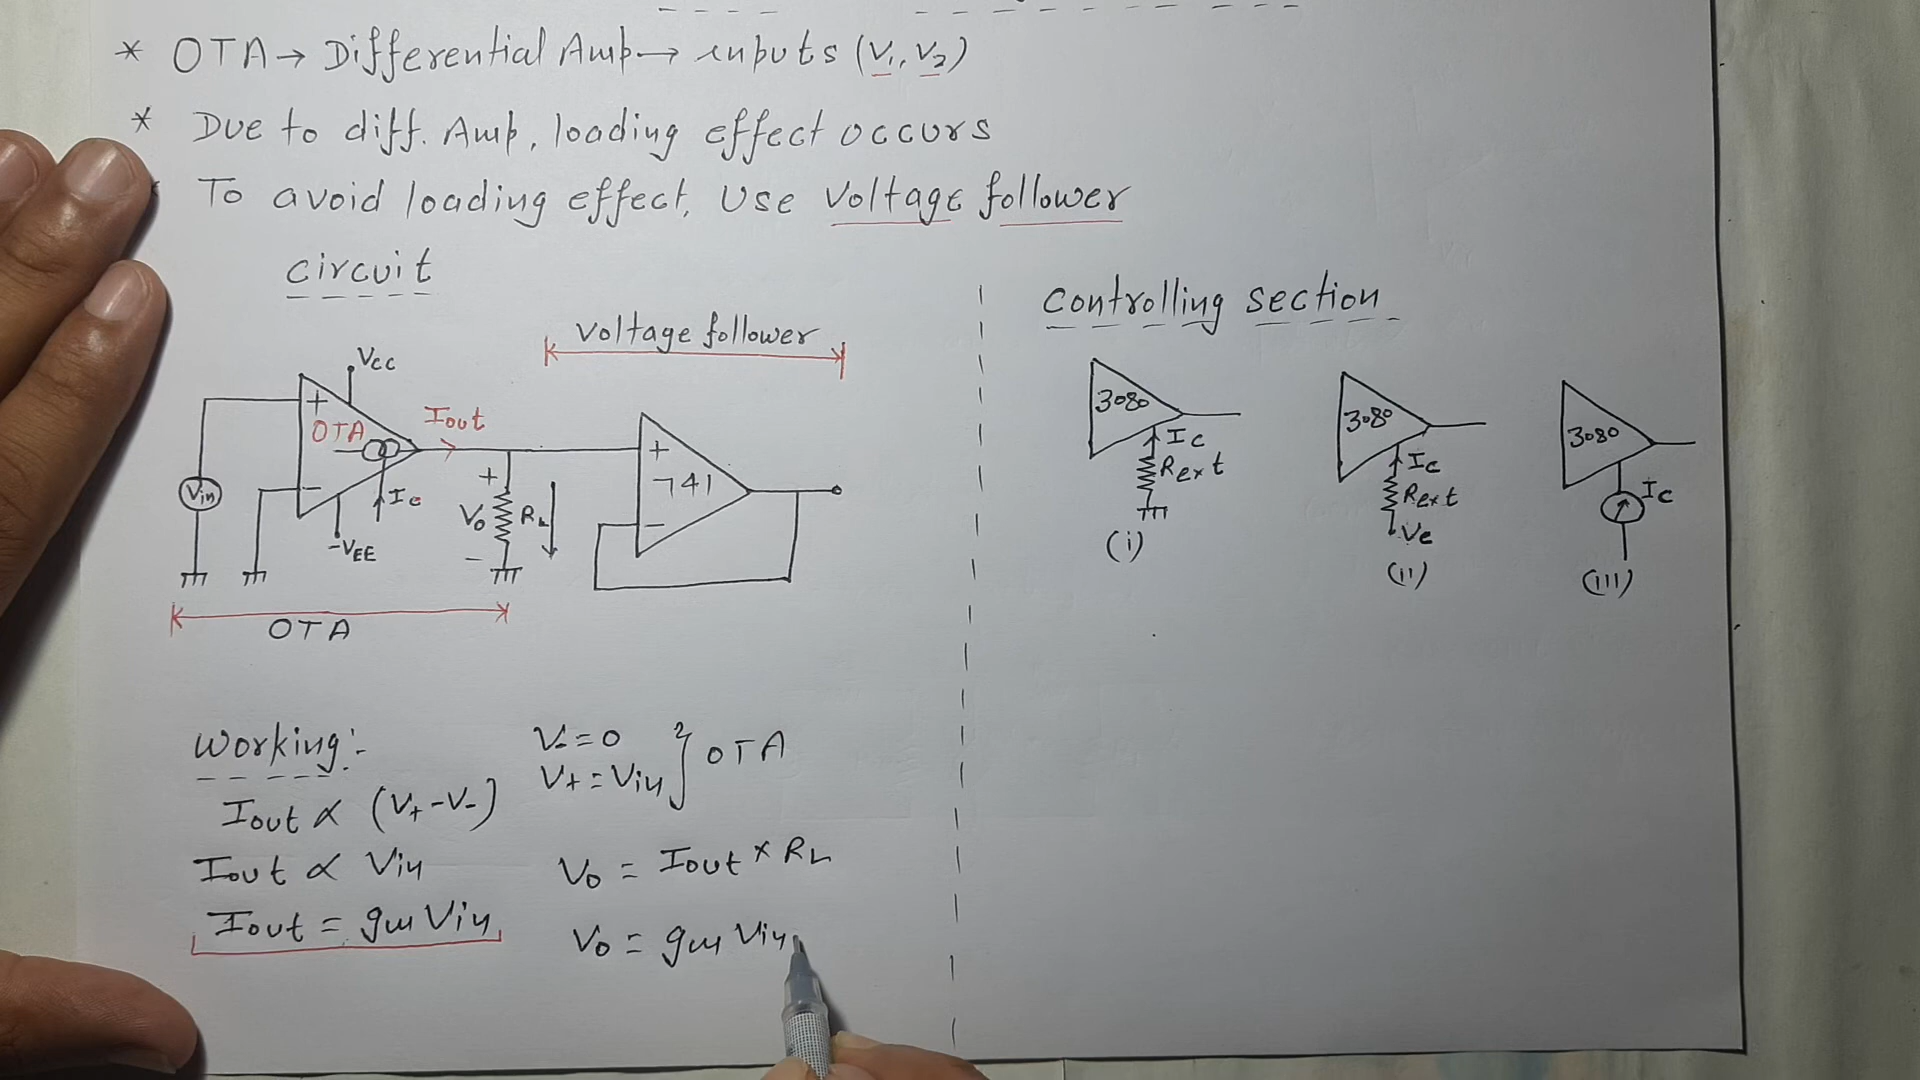 * OTA → Differential Amp → inputs (V1, V2)
* Due to diff. Amp, loading effect occurs
To avoid loading effect, Use Voltage follower
circuit
Voltage follower
Vcc
+
OTA
Iout
Vin
-
Ic
-VEE
+
Vo
RL
-
+
741
-
OTA
Controlling section
3080
Ic
Rext
(i)
3080
Ic
Rext
Vc
(ii)
3080
Ic
(iii)
Working:-
Iout ∝ (V+ - V-)
Iout ∝ Vin
Iout = gm Vin
V- = 0
V+ = Vin } OTA
Vo = Iout × RL
Vo = gm Vin